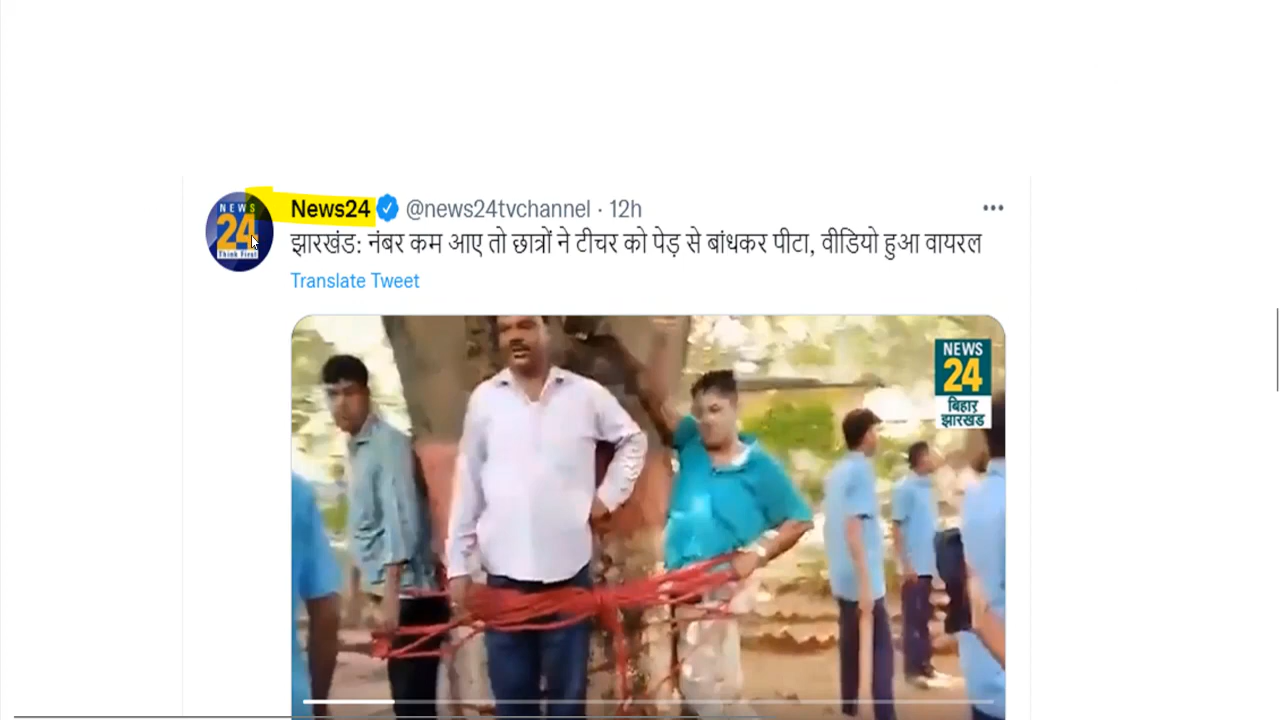 NEWS
24
Think First
News24 @news24tvchannel · 12h
झारखंड: नंबर कम आए तो छात्रों ने टीचर को पेड़ से बांधकर पीटा, वीडियो हुआ वायरल
Translate Tweet
NEWS
24
बिहार
झारखंड